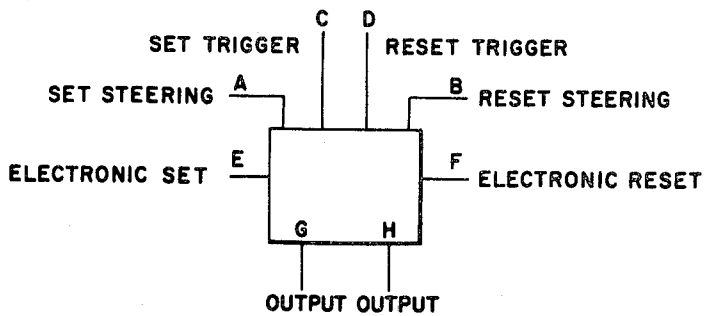 C D
SET TRIGGER RESET TRIGGER
A B
SET STEERING RESET STEERING
E F
ELECTRONIC SET ELECTRONIC RESET
G H
OUTPUT OUTPUT